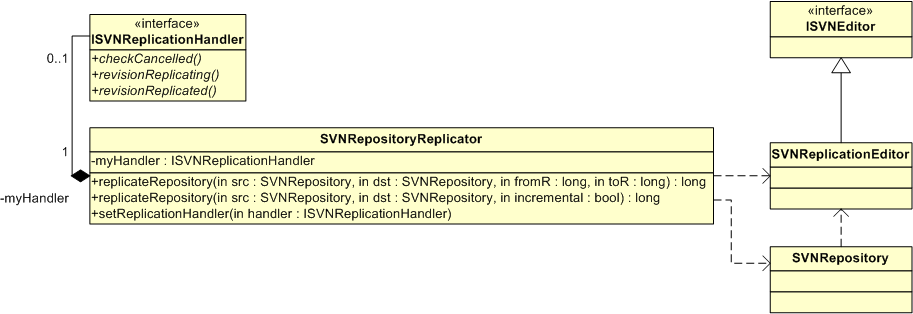 «interface»
ISVNReplicationHandler
+checkCancelled()
+revisionReplicating()
+revisionReplicated()
0..1
1
-myHandler
SVNRepositoryReplicator
-myHandler : ISVNReplicationHandler
+replicateRepository(in src : SVNRepository, in dst : SVNRepository, in fromR : long, in toR : long) : long
+replicateRepository(in src : SVNRepository, in dst : SVNRepository, in incremental : bool) : long
+setReplicationHandler(in handler : ISVNReplicationHandler)
«interface»
ISVNEditor
SVNReplicationEditor
SVNRepository